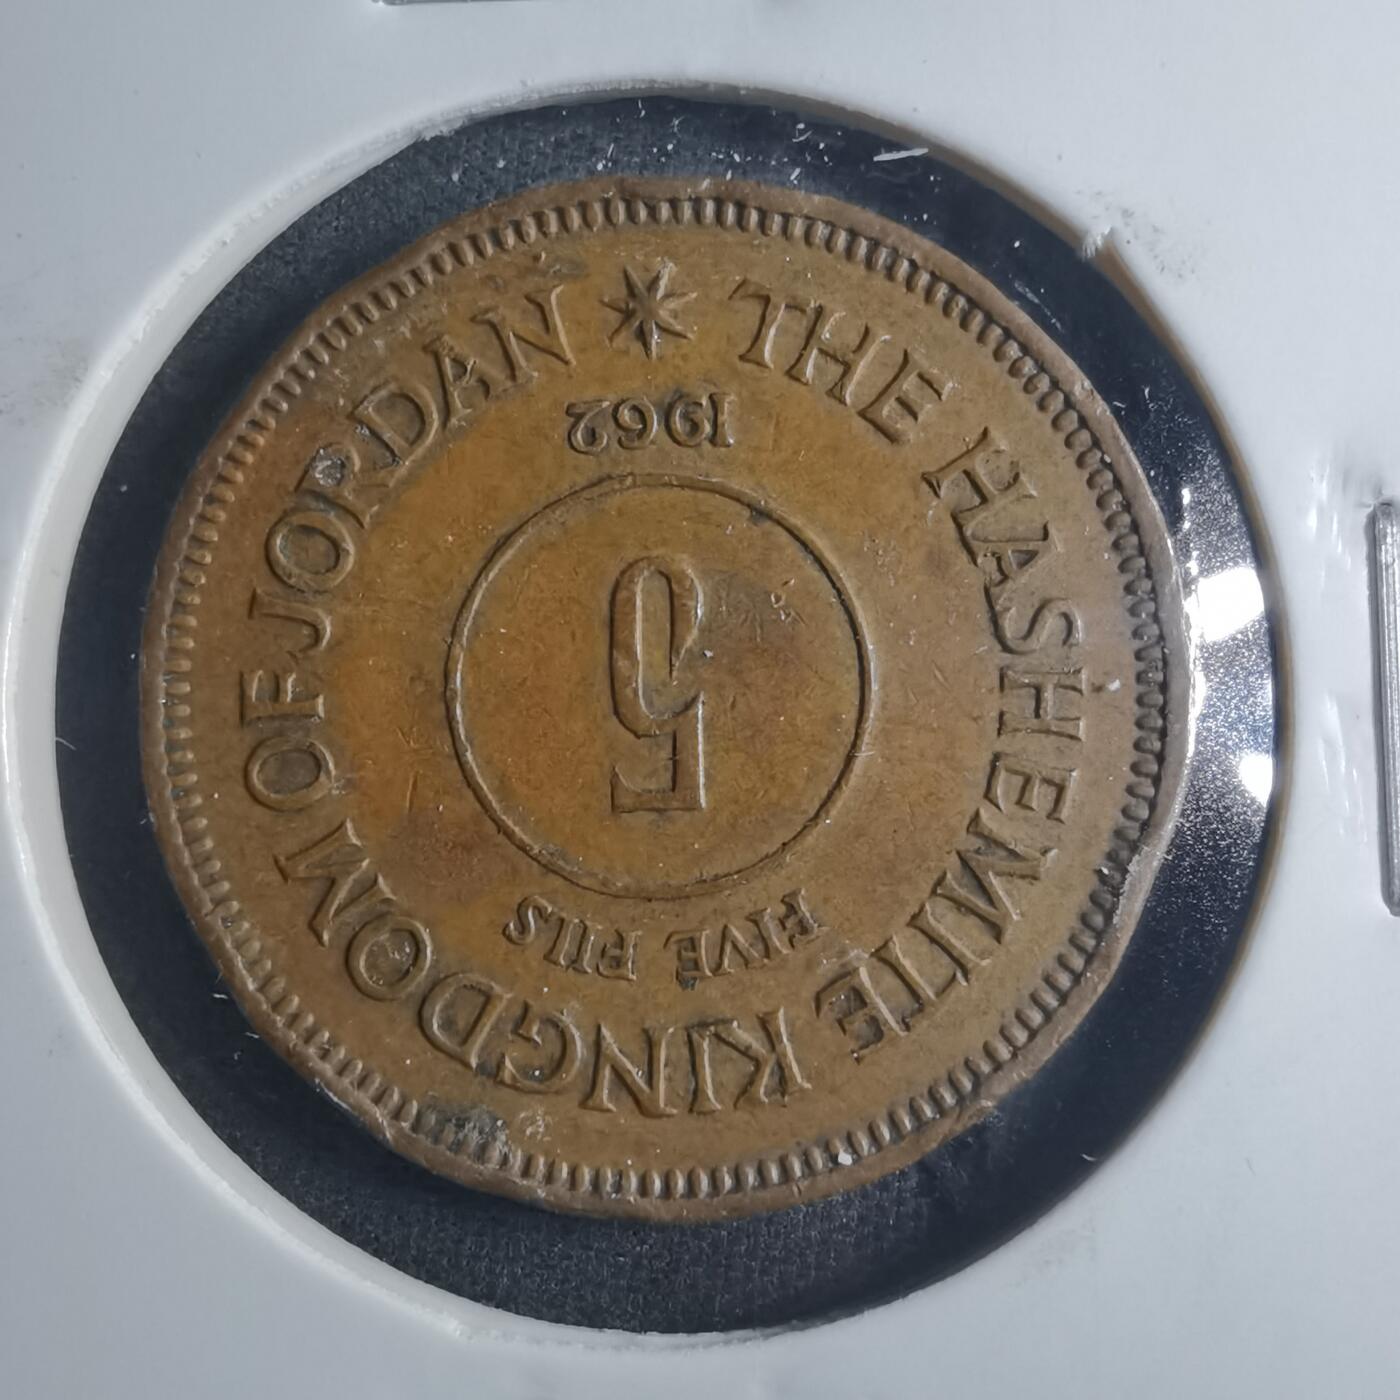 THE HASHEMITE KINGDOM OF JORDAN
FIVE FILS
5
1962